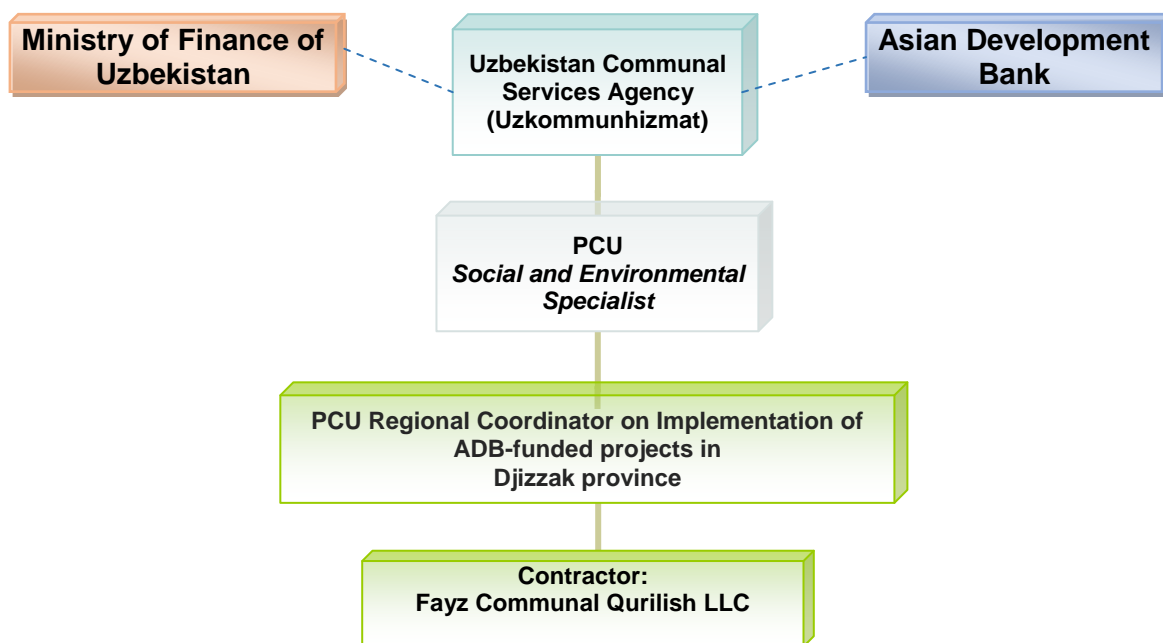 Ministry of Finance of
Uzbekistan
Uzbekistan Communal
Services Agency
(Uzkommunhizmat)
Asian Development
Bank
PCU
Social and Environmental
Specialist
PCU Regional Coordinator on Implementation of
ADB-funded projects in
Djizzak province
Contractor:
Fayz Communal Qurilish LLC